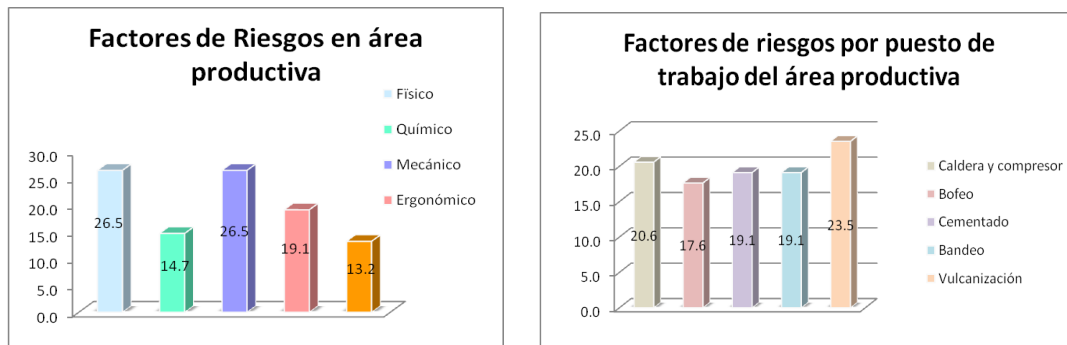 Factores de Riesgos en área
productiva
Fïsico
Químico
Mecánico
Ergonómico
30.0
25.0
20.0
15.0
10.0
5.0
0.0
26.5
14.7
26.5
19.1
13.2
Factores de riesgos por puesto de
trabajo del área productiva
25.0
20.0
15.0
10.0
5.0
0.0
20.6
17.6
19.1
19.1
23.5
Caldera y compresor
Bofeo
Cementado
Bandeo
Vulcanización